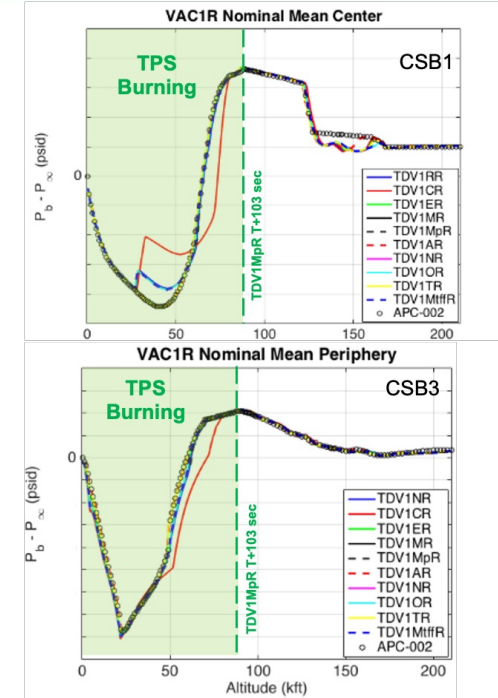 VAC1R Nominal Mean Center
TPS
Burning
CSB1
P_b - P_∞ (psid)
0
TDV1MpR T+103 sec
TDV1RR
TDV1CR
TDV1ER
TDV1MR
TDV1MpR
TDV1AR
TDV1NR
TDV1OR
TDV1TR
TDV1MtffR
APC-002
0
50
100
150
200
VAC1R Nominal Mean Periphery
TPS
Burning
CSB3
P_b - P_∞ (psid)
0
TDV1MpR T+103 sec
TDV1NR
TDV1CR
TDV1ER
TDV1MR
TDV1MpR
TDV1AR
TDV1NR
TDV1OR
TDV1TR
TDV1MtffR
APC-002
0
50
100
150
200
Altitude (kft)